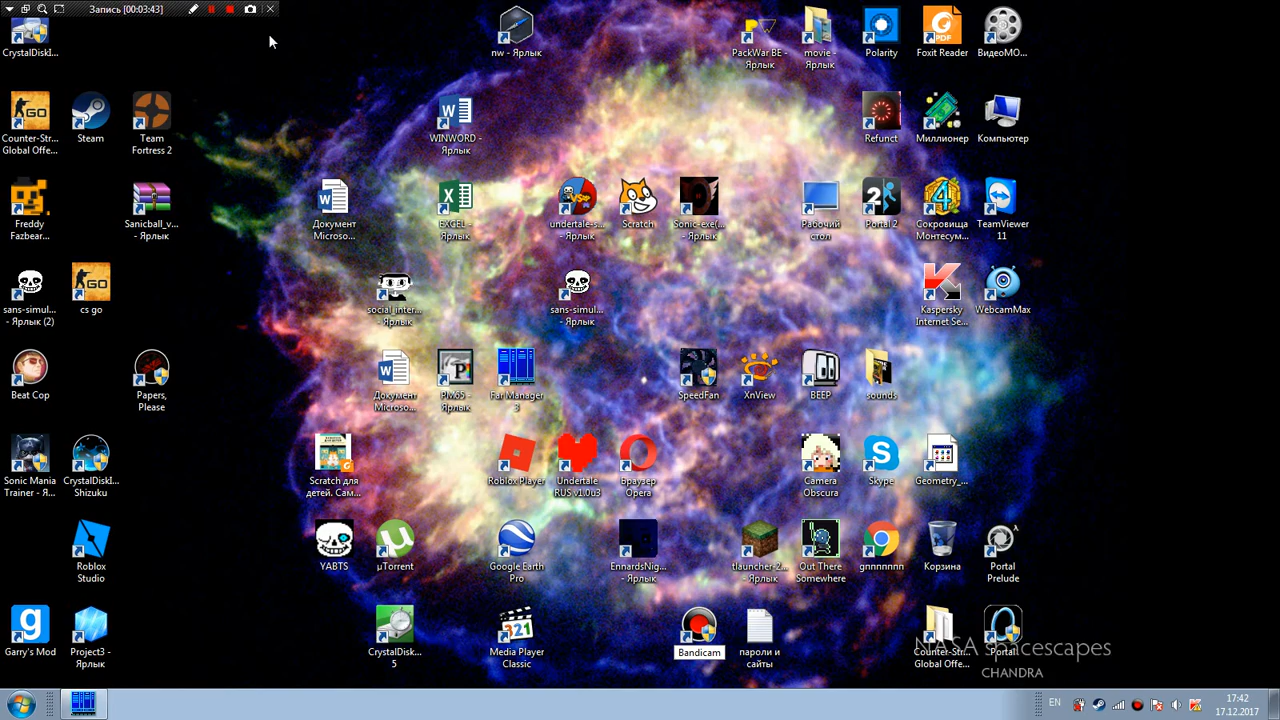 Запись [00:03:43]
CrystalDiskI...
nw - Ярлык
PackWar BE -
Ярлык
movie -
Ярлык
Polarity
Foxit Reader
ВидеоМО...
Counter-Str...
Global Offe...
Steam
Team
Fortress 2
WINWORD -
Ярлык
Refunct
Миллионер
Компьютер
Freddy
Fazbear...
Sanicball_v...
- Ярлык
Документ
Microso...
EXCEL -
Ярлык
undertale-s...
- Ярлык
Scratch
Sonic-exe(...
- Ярлык
Рабочий
стол
Portal 2
Сокровища
Монтесум...
TeamViewer
11
sans-simul...
- Ярлык (2)
cs go
social_inter...
- Ярлык
sans-simul...
- Ярлык
Kaspersky
Internet Se...
WebcamMax
Beat Cop
Papers,
Please
Документ
Microso...
PIM65 -
Ярлык
Far Manager
3
SpeedFan
XnView
BEEP
sounds
Sonic Mania
Trainer - Я...
CrystalDiskI...
Shizuku
Scratch для
детей. Сам...
Roblox Player
Undertale
RUS v1.0u3
Браузер
Opera
Camera
Obscura
Skype
Geometry_...
Roblox
Studio
YABTS
µTorrent
Google Earth
Pro
EnnardsNig...
- Ярлык
tlauncher-2...
- Ярлык
Out There
Somewhere
gnnnnnnn
Корзина
Portal
Prelude
Garry's Mod
Project3 -
Ярлык
CrystalDisk...
5
Media Player
Classic
Bandicam
пароли и
сайты
Counter-Str...
Global Offe...
Portal
NASA Spacescapes
CHANDRA
EN
17:42
17.12.2017